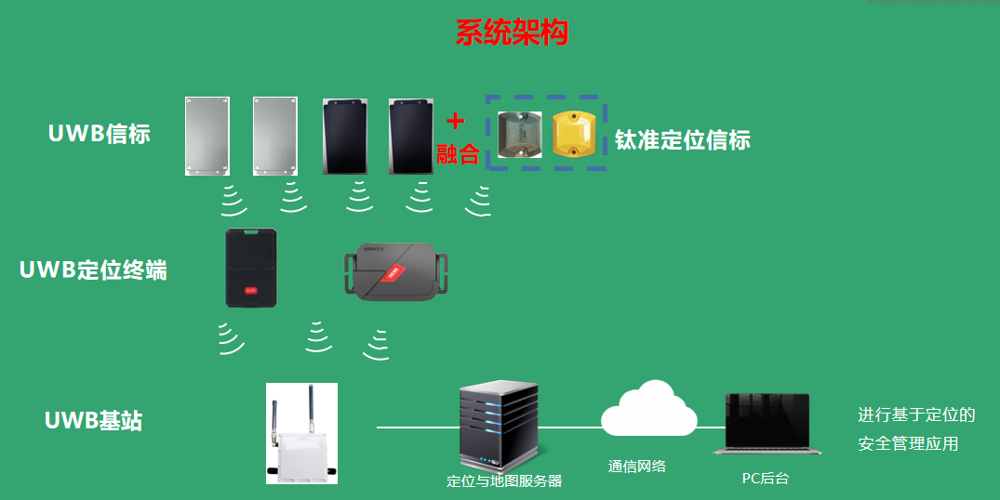 系统架构
UWB信标
+
融合
钛准定位信标
UWB定位终端
SOS
UWB基站
定位与地图服务器
通信网络
PC后台
进行基于定位的
安全管理应用